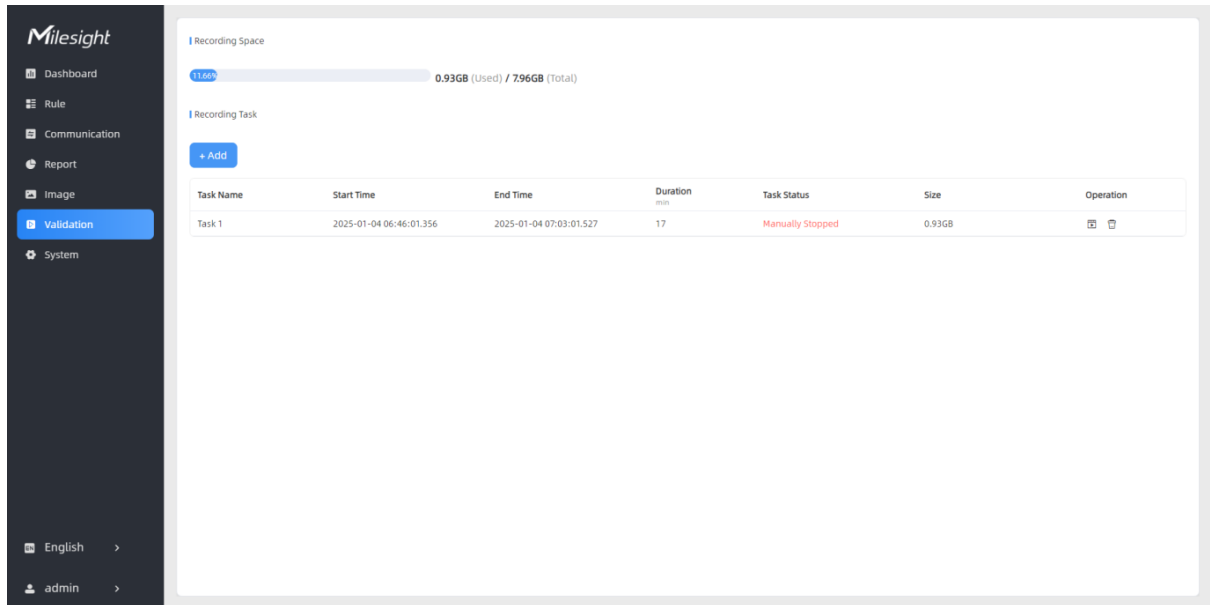 Milesight
Dashboard
Rule
Communication
Report
Image
Validation
System
English
admin
Recording Space
11.66%
0.93GB (Used) / 7.96GB (Total)
Recording Task
+ Add
Task Name Start Time End Time Duration min Task Status Size Operation
Task 1 2025-01-04 06:46:01.356 2025-01-04 07:03:01.527 17 Manually Stopped 0.93GB